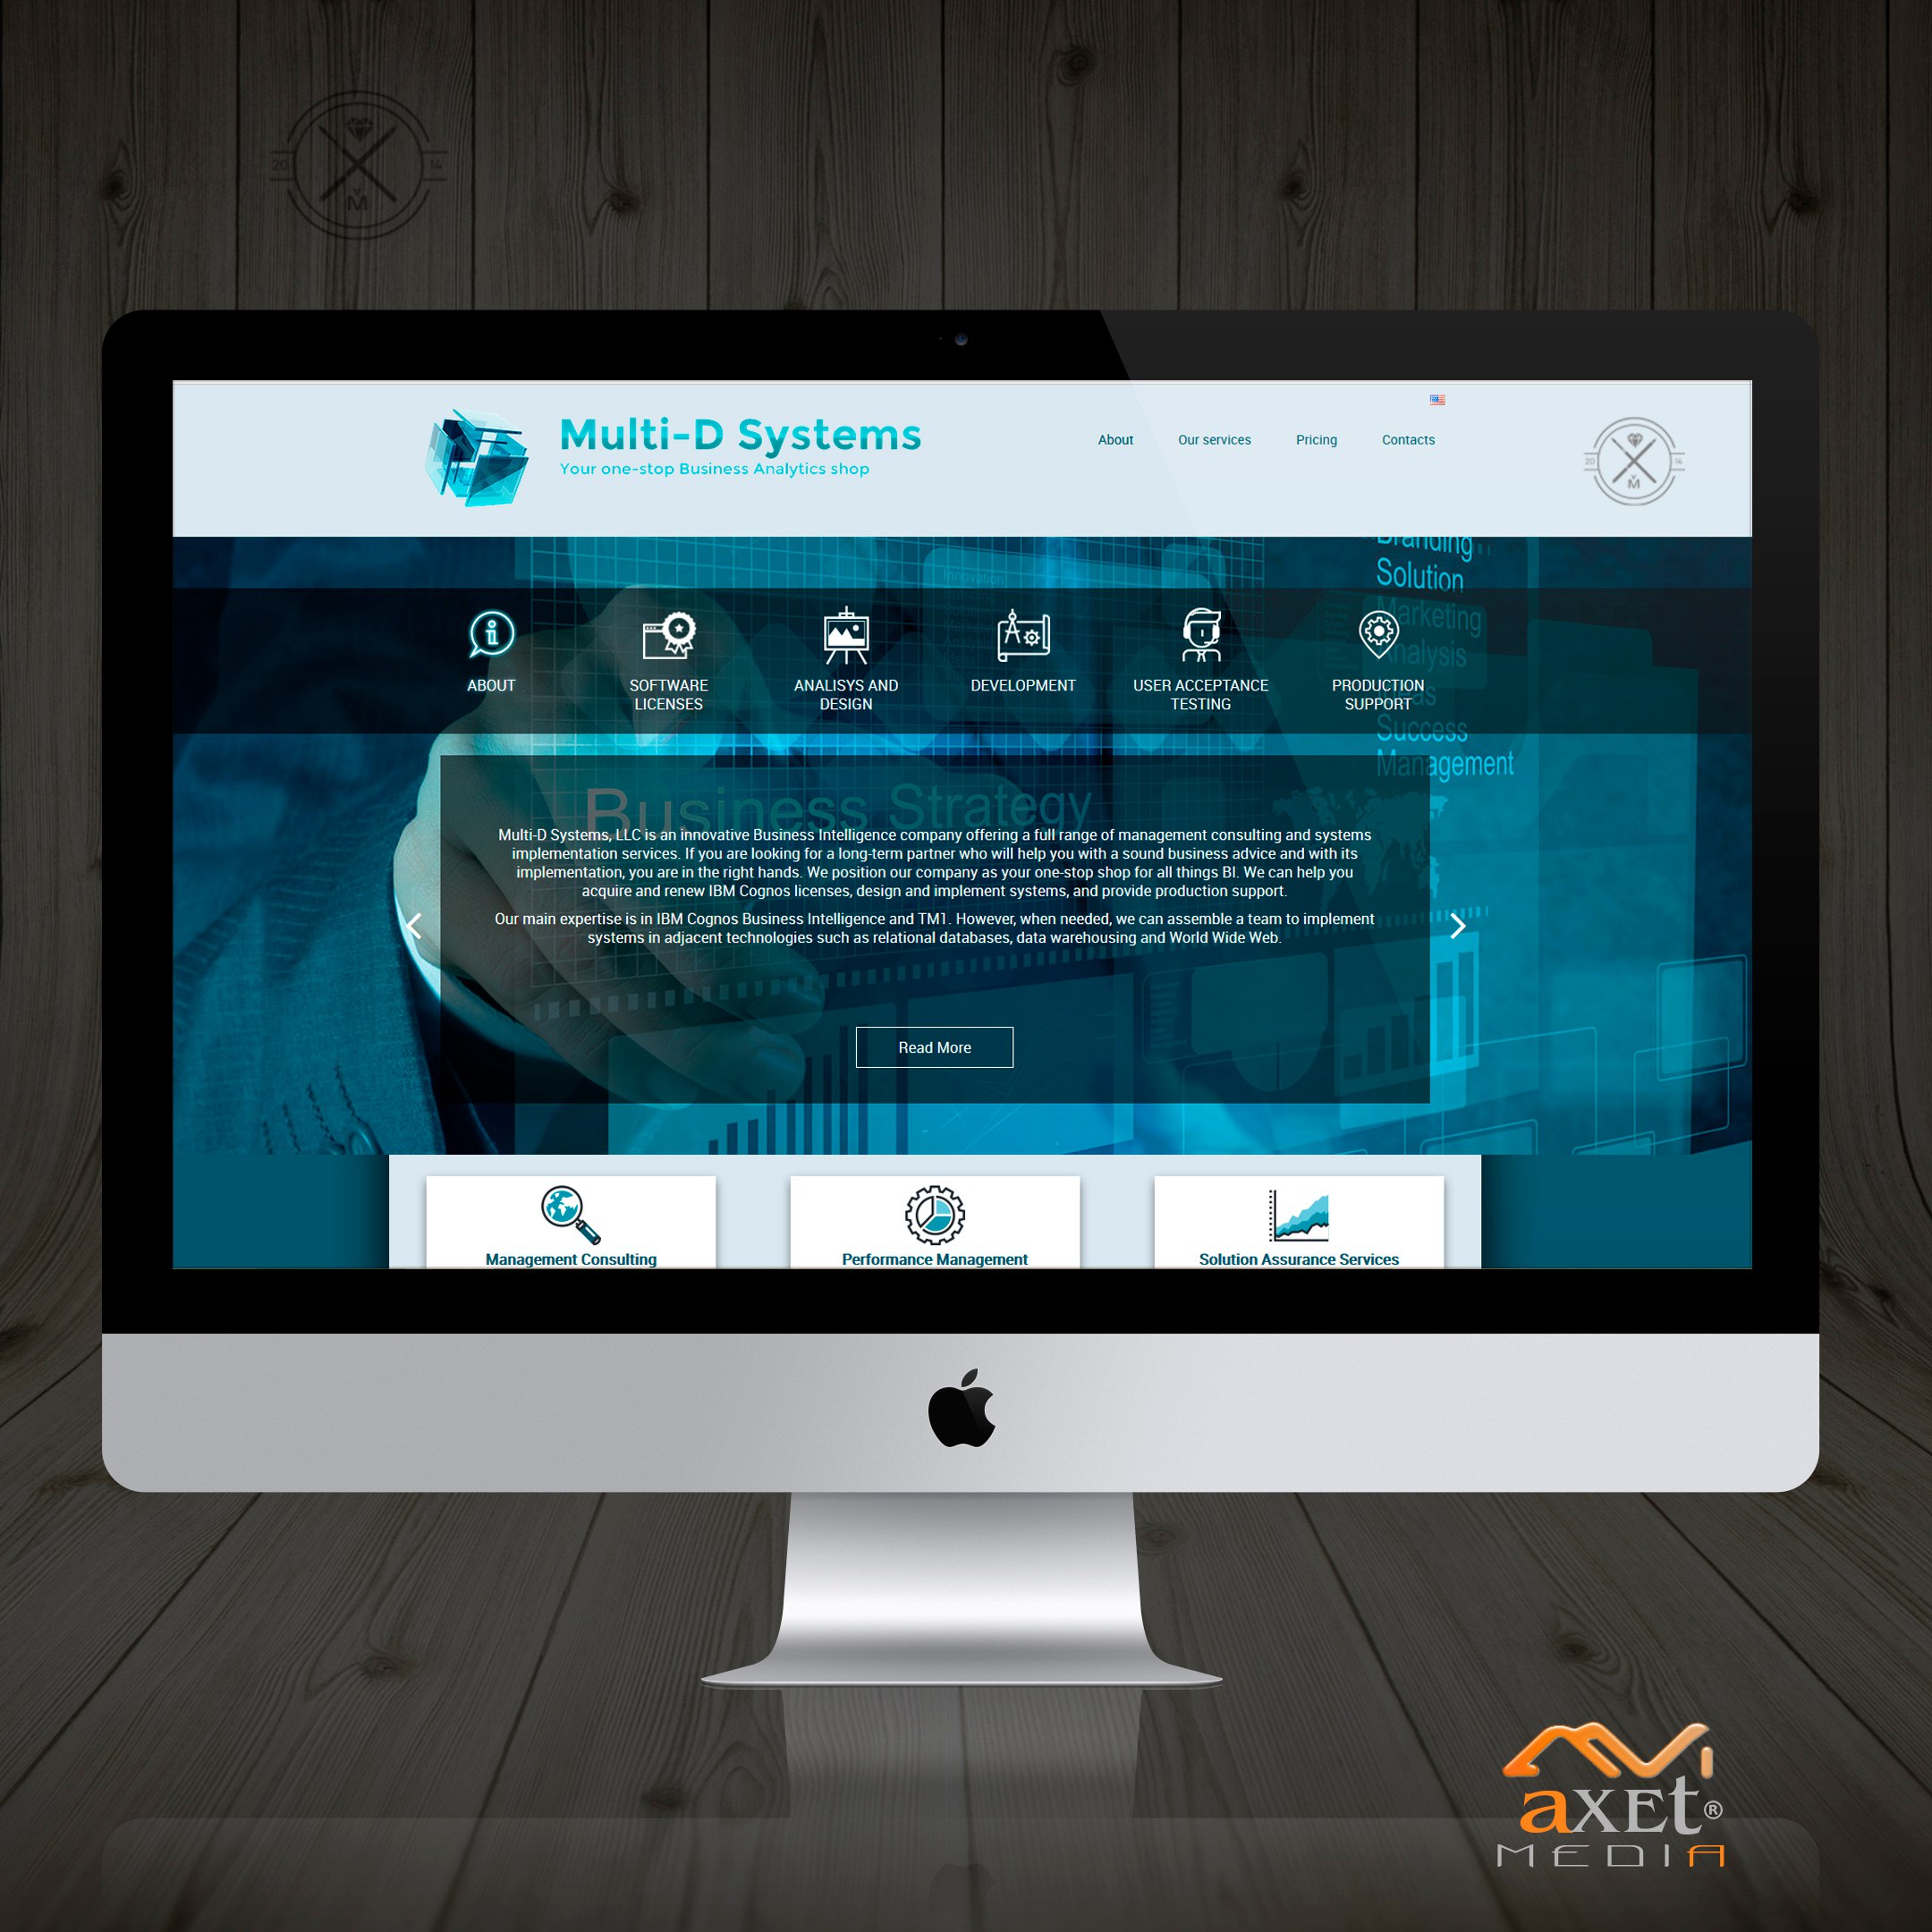 20 14
M
Multi-D Systems
Your one-stop Business Analytics shop
About Our services Pricing Contacts
20 14
M
Branding
Solution
Marketing
Analysis
Ideas
Success
Management
Innovation
ABOUT
SOFTWARE
LICENSES
ANALISYS AND
DESIGN
DEVELOPMENT
USER ACCEPTANCE
TESTING
PRODUCTION
SUPPORT
Business Strategy
Multi-D Systems, LLC is an innovative Business Intelligence company offering a full range of management consulting and systems
implementation services. If you are looking for a long-term partner who will help you with a sound business advice and with its
implementation, you are in the right hands. We position our company as your one-stop shop for all things BI. We can help you
acquire and renew IBM Cognos licenses, design and implement systems, and provide production support.
Our main expertise is in IBM Cognos Business Intelligence and TM1. However, when needed, we can assemble a team to implement
systems in adjacent technologies such as relational databases, data warehousing and World Wide Web.
Read More
Management Consulting
Performance Management
Solution Assurance Services
axet®
MEDIA